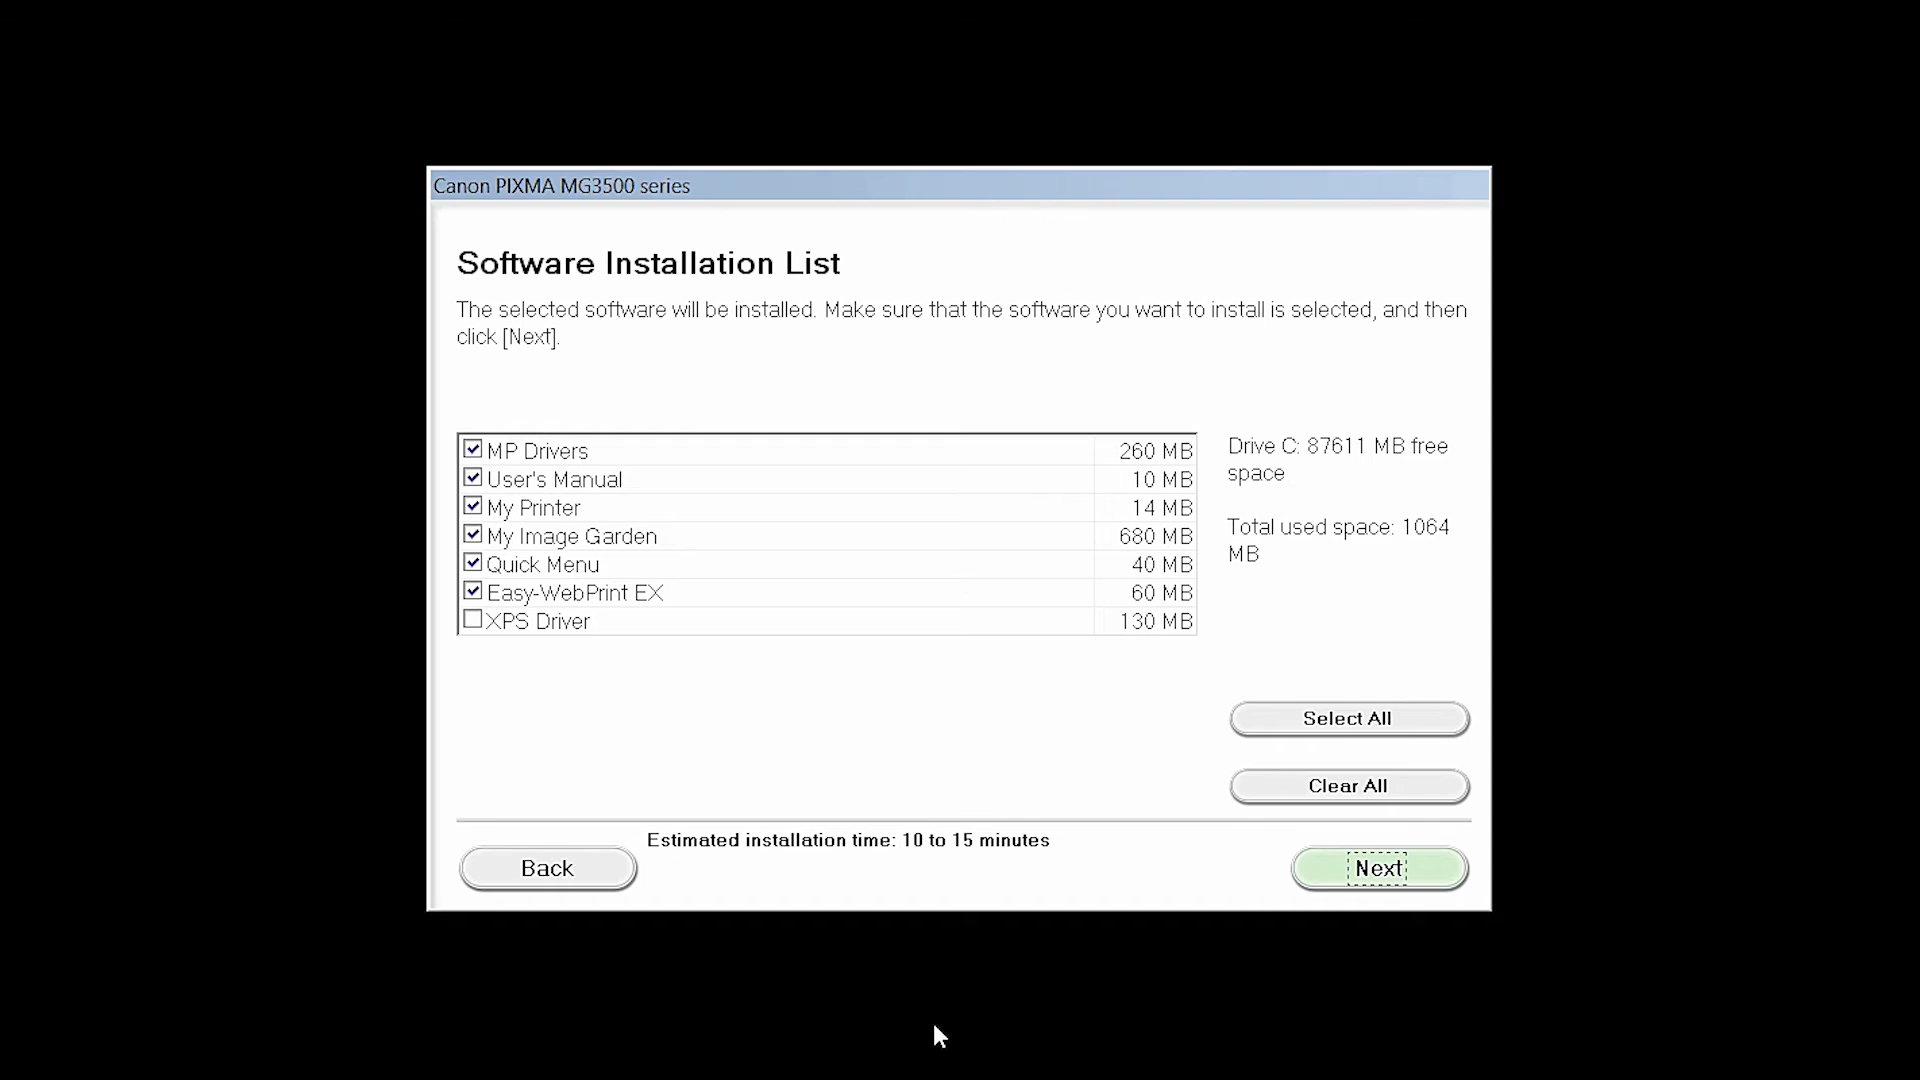 Canon PIXMA MG3500 series
Software Installation List
The selected software will be installed. Make sure that the software you want to install is selected, and then
click [Next].
MP Drivers 260 MB
User's Manual 10 MB
My Printer 14 MB
My Image Garden 680 MB
Quick Menu 40 MB
Easy-WebPrint EX 60 MB
XPS Driver 130 MB
Drive C: 87611 MB free
space
Total used space: 1064
MB
Select All
Clear All
Estimated installation time: 10 to 15 minutes
Back
Next